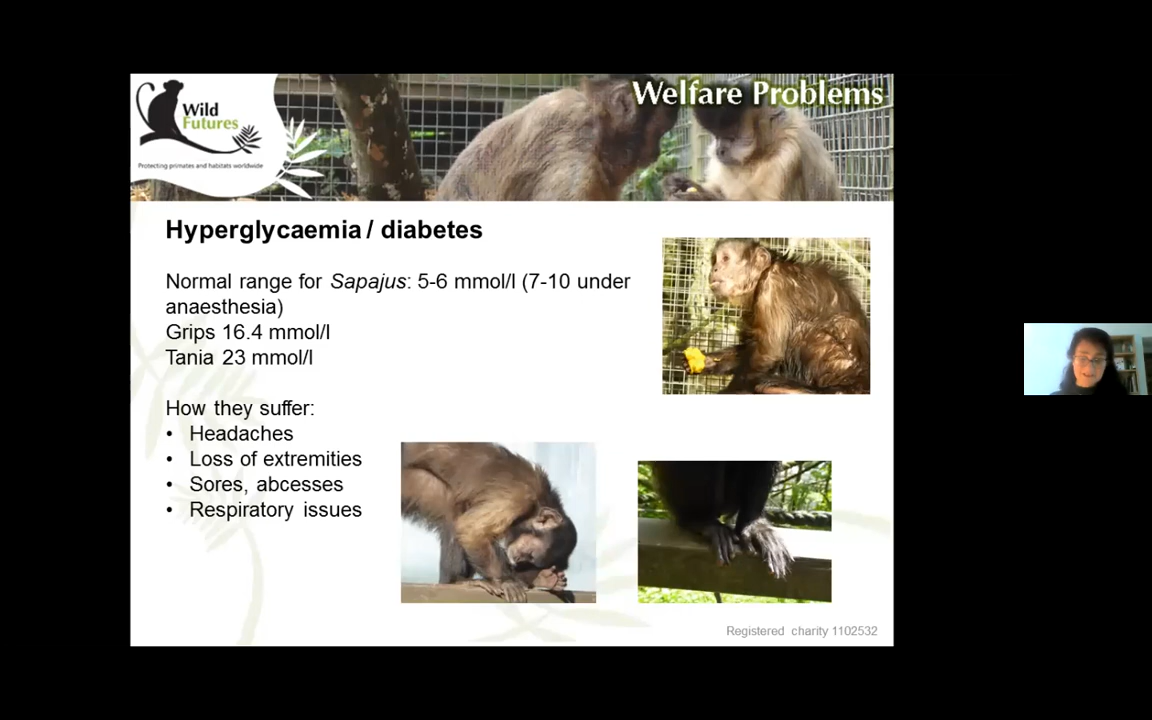 Welfare Problems
Wild
Futures
Protecting primates and habitats worldwide
Hyperglycaemia / diabetes
Normal range for Sapajus: 5-6 mmol/l (7-10 under
anaesthesia)
Grips 16.4 mmol/l
Tania 23 mmol/l
How they suffer:
• Headaches
• Loss of extremities
• Sores, abcesses
• Respiratory issues
Registered charity 1102532